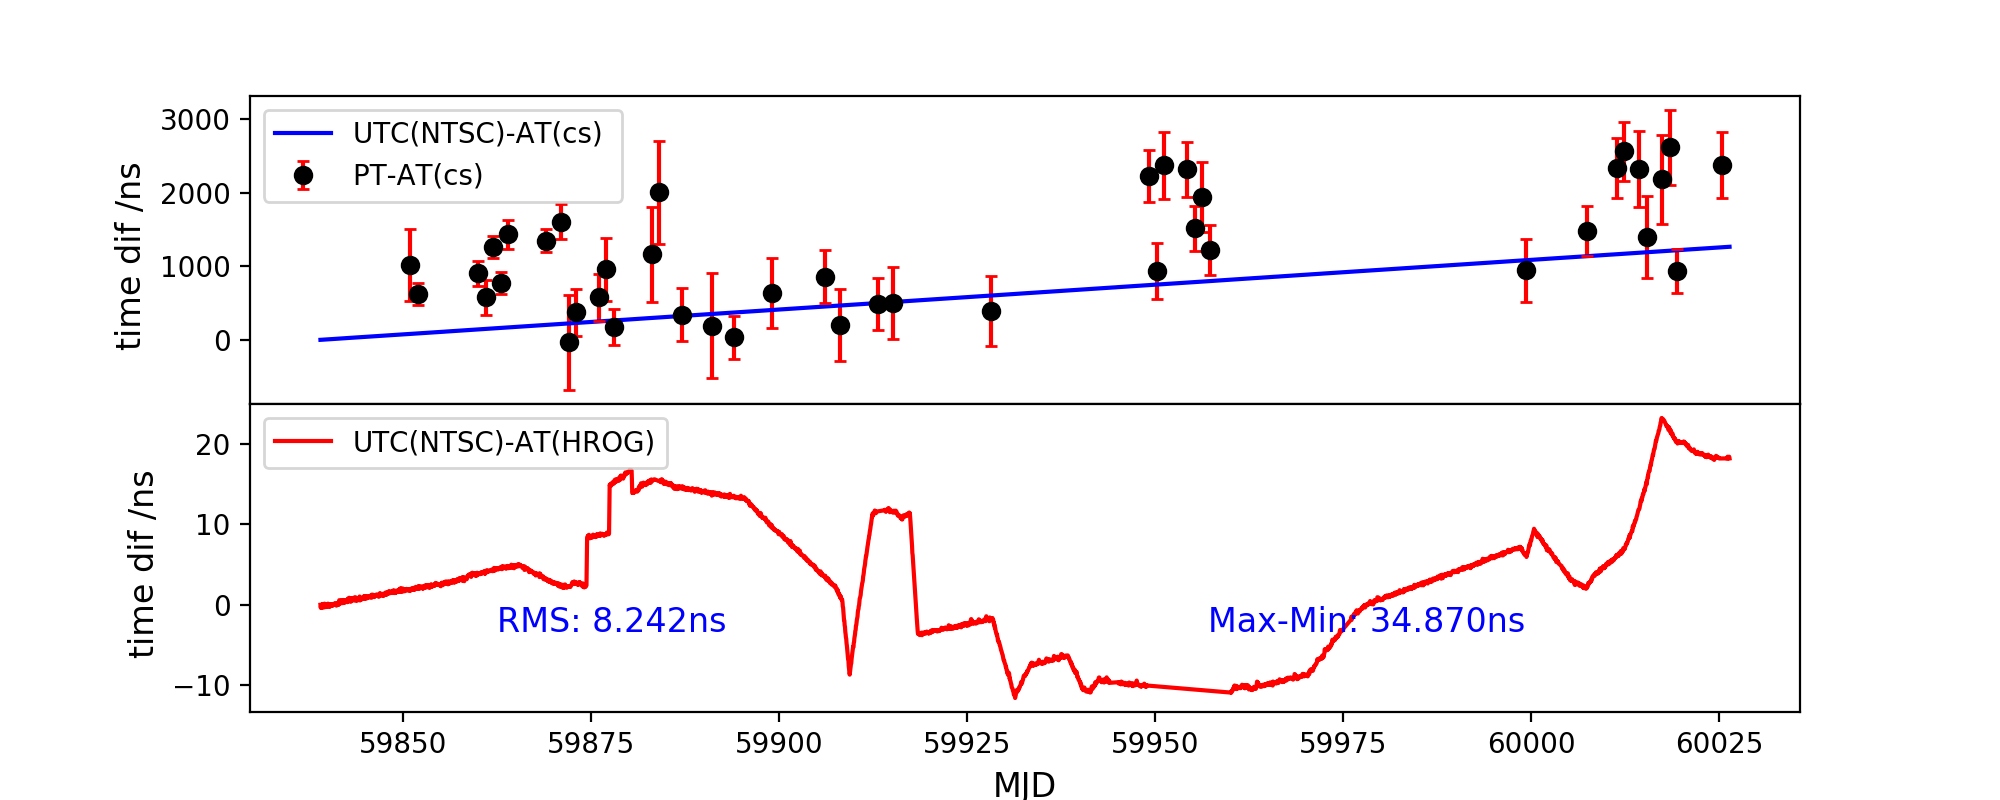 3000
2000
1000
0
time dif /ns
UTC(NTSC)-AT(cs)
PT-AT(cs)
20
10
0
−10
time dif /ns
UTC(NTSC)-AT(HROG)
RMS: 8.242ns
Max-Min: 34.870ns
59850 59875 59900 59925 59950 59975 60000 60025
MJD